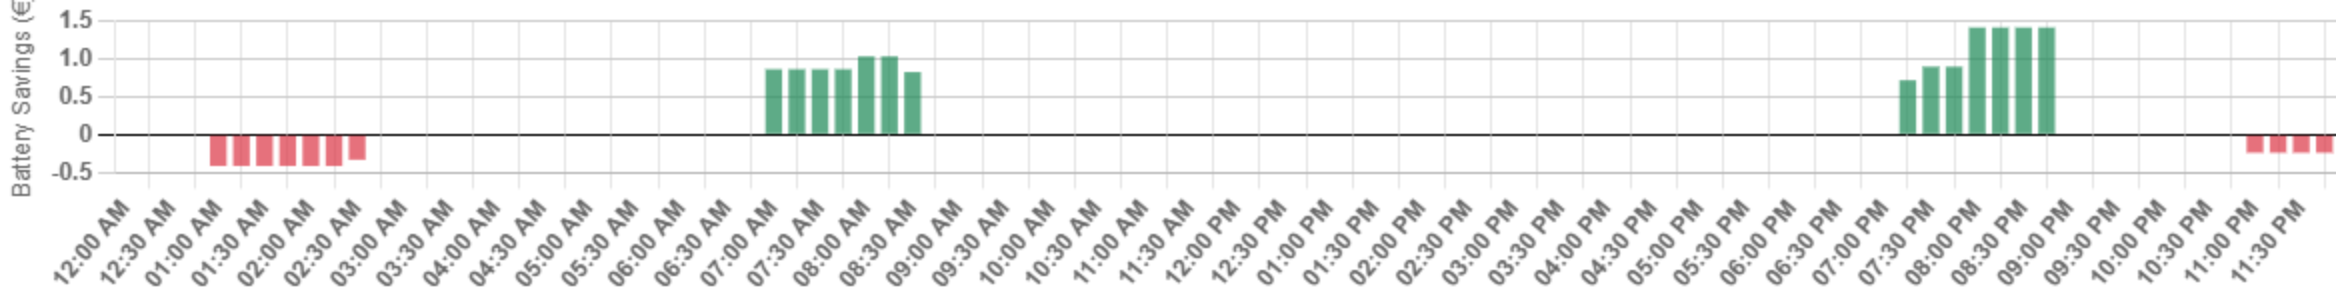 Battery Savings (€
1.5
1.0
0.5
0
-0.5
12:00 AM
12:30 AM
01:00 AM
01:30 AM
02:00 AM
02:30 AM
03:00 AM
03:30 AM
04:00 AM
04:30 AM
05:00 AM
05:30 AM
06:00 AM
06:30 AM
07:00 AM
07:30 AM
08:00 AM
08:30 AM
09:00 AM
09:30 AM
10:00 AM
10:30 AM
11:00 AM
11:30 AM
12:00 PM
12:30 PM
01:00 PM
01:30 PM
02:00 PM
02:30 PM
03:00 PM
03:30 PM
04:00 PM
04:30 PM
05:00 PM
05:30 PM
06:00 PM
06:30 PM
07:00 PM
07:30 PM
08:00 PM
08:30 PM
09:00 PM
09:30 PM
10:00 PM
10:30 PM
11:00 PM
11:30 PM